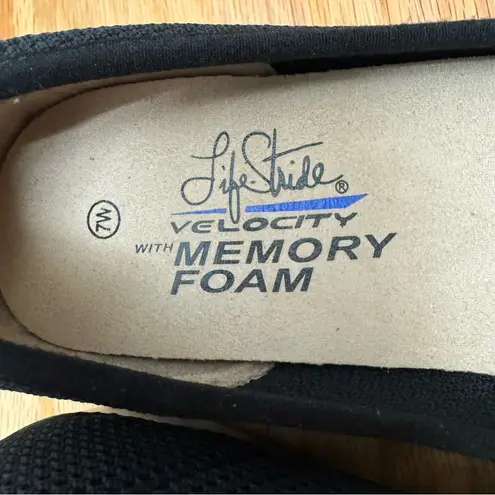 LifeStride®
VELOCITY
WITH MEMORY
FOAM
7W